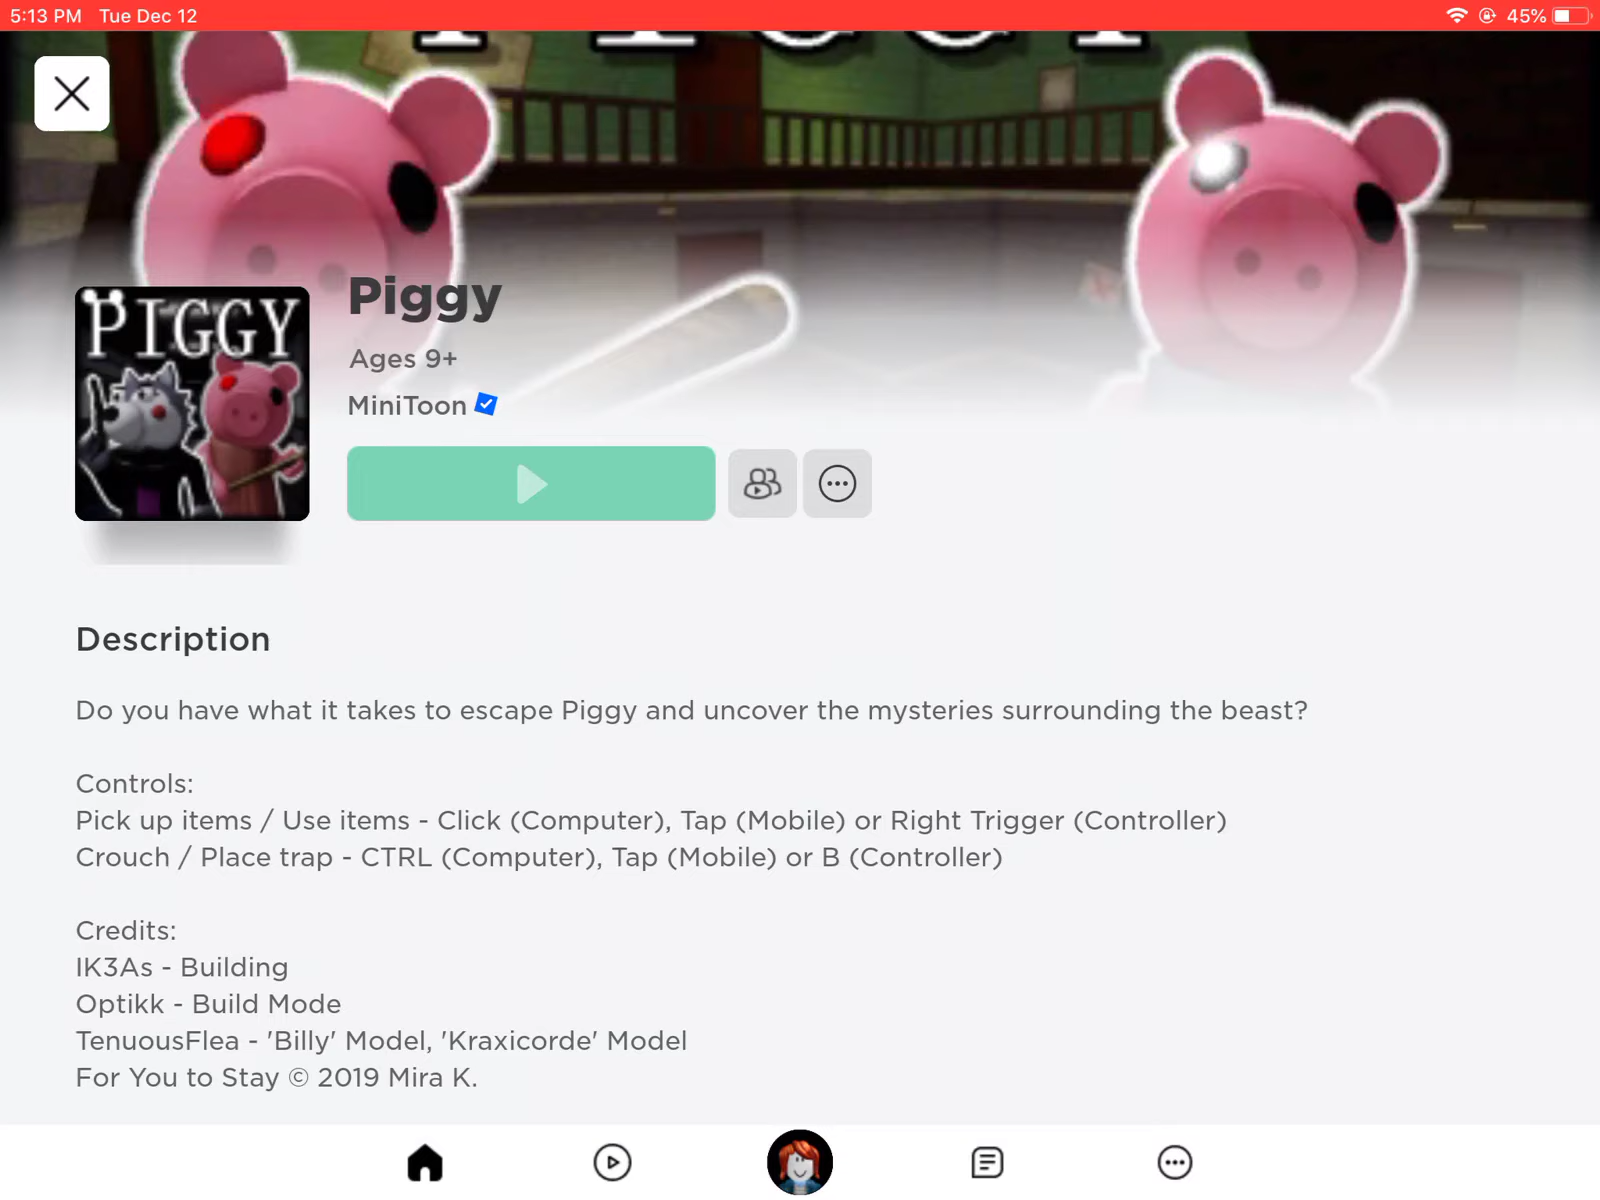 5:13 PM Tue Dec 12
45%
PIGGY
Piggy
Ages 9+
MiniToon
PIGGY
Description
Do you have what it takes to escape Piggy and uncover the mysteries surrounding the beast?
Controls:
Pick up items / Use items - Click (Computer), Tap (Mobile) or Right Trigger (Controller)
Crouch / Place trap - CTRL (Computer), Tap (Mobile) or B (Controller)
Credits:
IK3As - Building
Optikk - Build Mode
TenuousFlea - 'Billy' Model, 'Kraxicorde' Model
For You to Stay © 2019 Mira K.